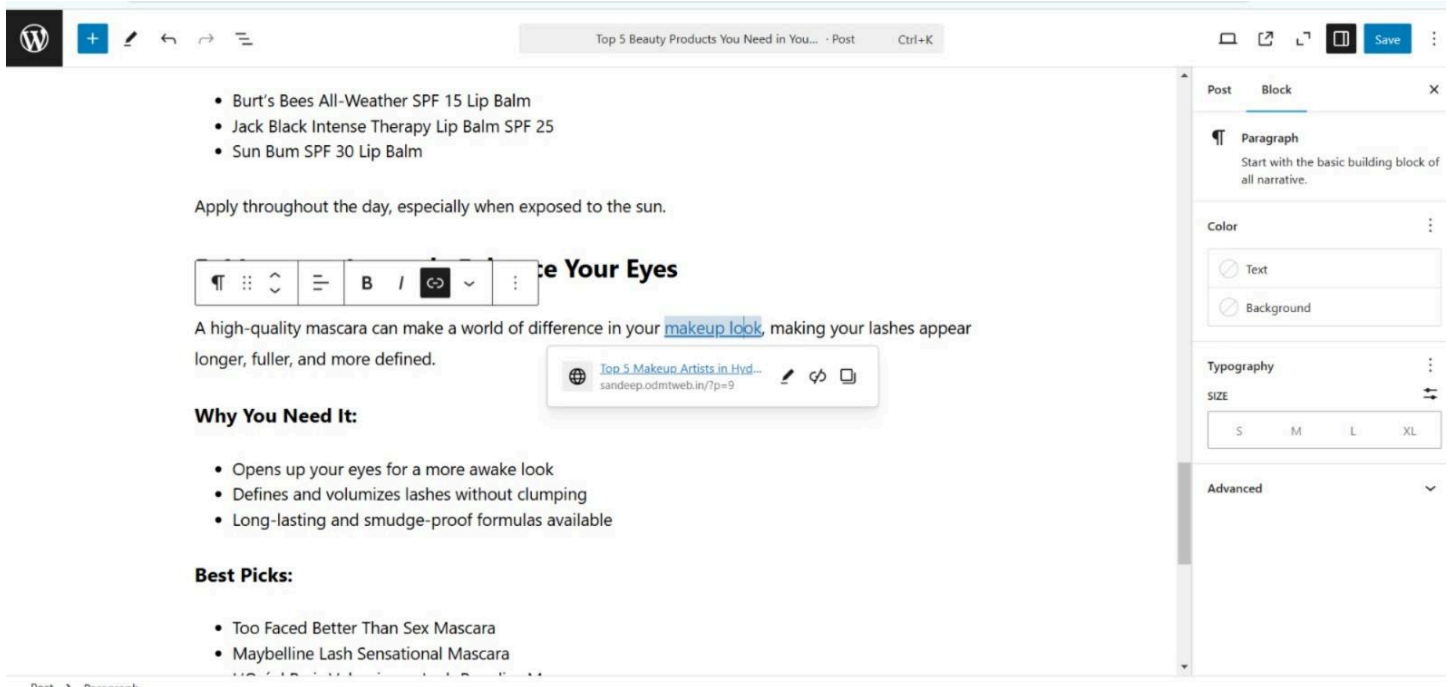 Top 5 Beauty Products You Need in You... · Post Ctrl+K
Save
Burt's Bees All-Weather SPF 15 Lip Balm
Jack Black Intense Therapy Lip Balm SPF 25
Sun Bum SPF 30 Lip Balm
Apply throughout the day, especially when exposed to the sun.
Your Eyes
B I
A high-quality mascara can make a world of difference in your makeup look, making your lashes appear
longer, fuller, and more defined.
Top 5 Makeup Artists in Hyd...
sandeep.odmtweb.in/?p=9
Why You Need It:
Opens up your eyes for a more awake look
Defines and volumizes lashes without clumping
Long-lasting and smudge-proof formulas available
Best Picks:
Too Faced Better Than Sex Mascara
Maybelline Lash Sensational Mascara
Post Block
Paragraph
Start with the basic building block of
all narrative.
Color
Text
Background
Typography
SIZE
S M L XL
Advanced